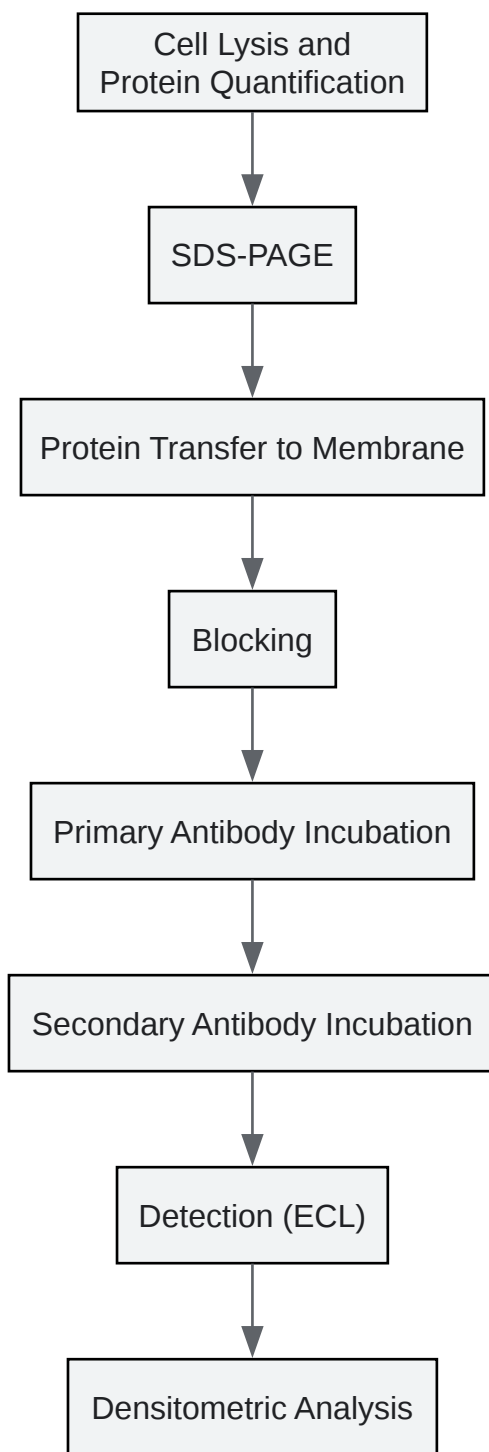 Cell Lysis and
Protein Quantification
SDS-PAGE
Protein Transfer to Membrane
Blocking
Primary Antibody Incubation
Secondary Antibody Incubation
Detection (ECL)
Densitometric Analysis